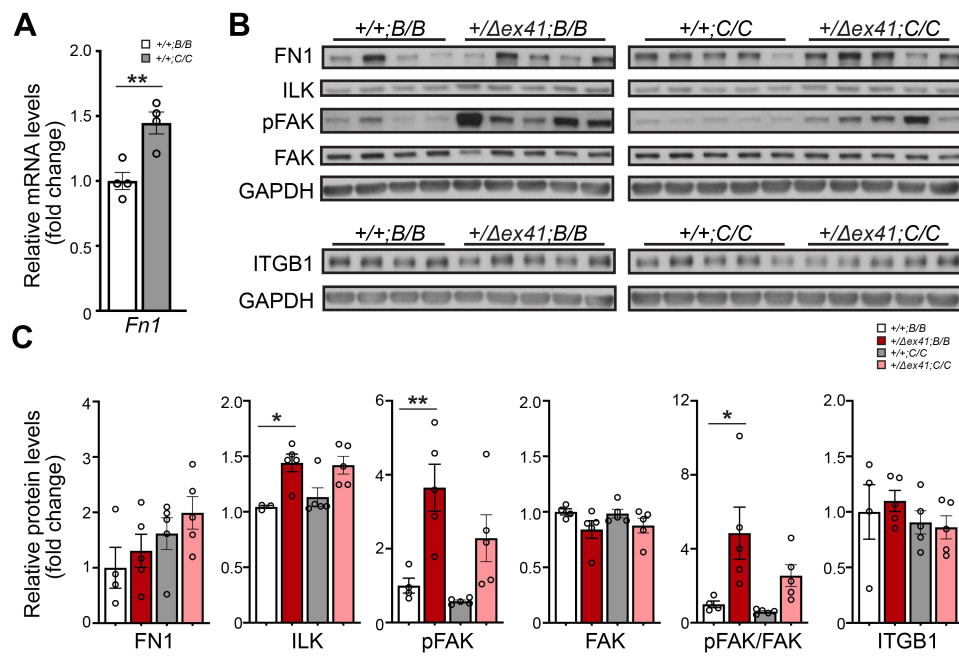 A
+/+;B/B
+/+;C/C
Relative mRNA levels
(fold change)
2.0
1.5
1.0
0.5
0
**
Fn1
B
+/+;B/B
+/Δex41;B/B
+/+;C/C
+/Δex41;C/C
FN1
ILK
pFAK
FAK
GAPDH
+/+;B/B
+/Δex41;B/B
+/+;C/C
+/Δex41;C/C
ITGB1
GAPDH
C
+/+;B/B
+/Δex41;B/B
+/+;C/C
+/Δex41;C/C
Relative protein levels
(fold change)
4
3
2
1
0
FN1
2.0
1.5
1.0
0.5
0
*
ILK
6
4
2
0
**
pFAK
2.0
1.5
1.0
0.5
0
FAK
12
8
4
0
*
pFAK/FAK
2.0
1.5
1.0
0.5
0
ITGB1